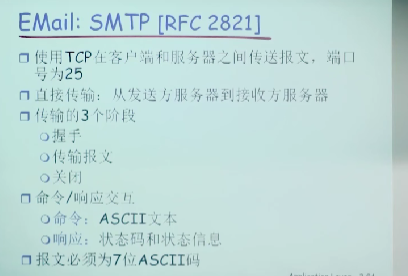 EMail: SMTP [RFC 2821]
使用TCP在客户端和服务器之间传送报文，端口
号为25
直接传输：从发送方服务器到接收方服务器
传输的3个阶段
握手
传输报文
关闭
命令/响应交互
命令：ASCII文本
响应：状态码和状态信息
报文必须为7位ASCII码